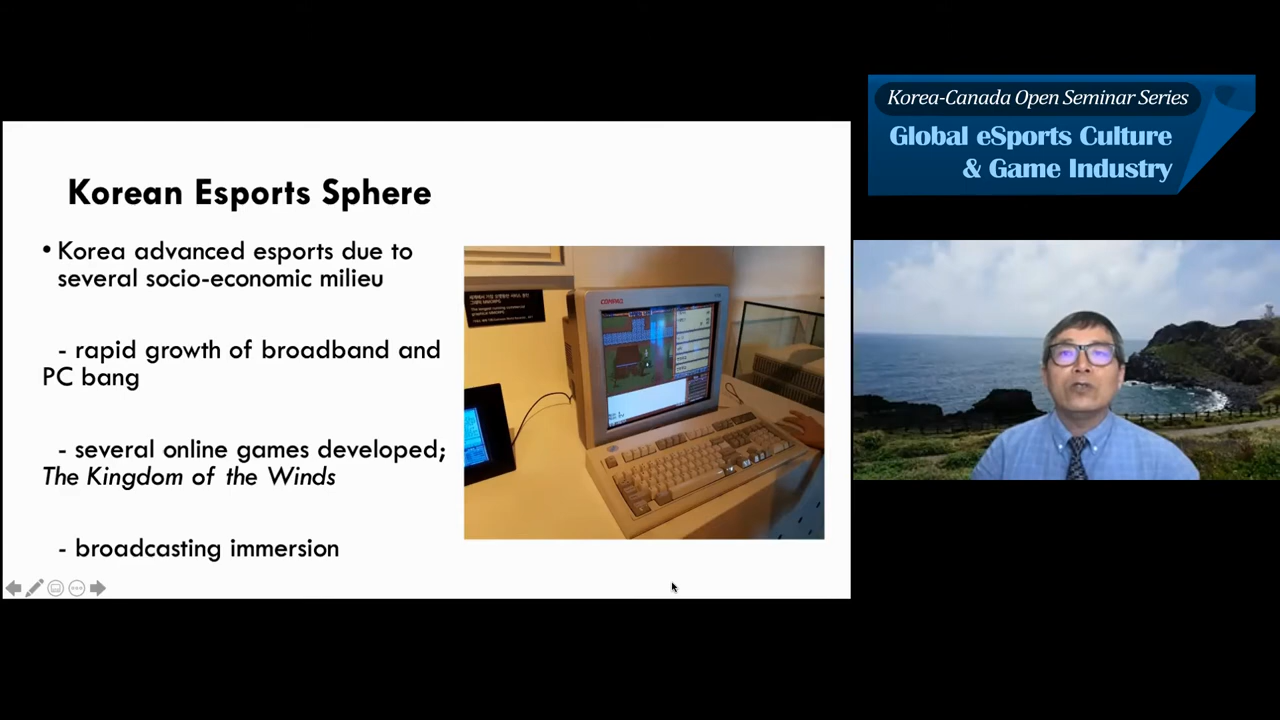 Korea-Canada Open Seminar Series
Global eSports Culture
& Game Industry
Korean Esports Sphere
• Korea advanced esports due to
several socio-economic milieu
- rapid growth of broadband and
PC bang
- several online games developed;
The Kingdom of the Winds
- broadcasting immersion
COMPAQ